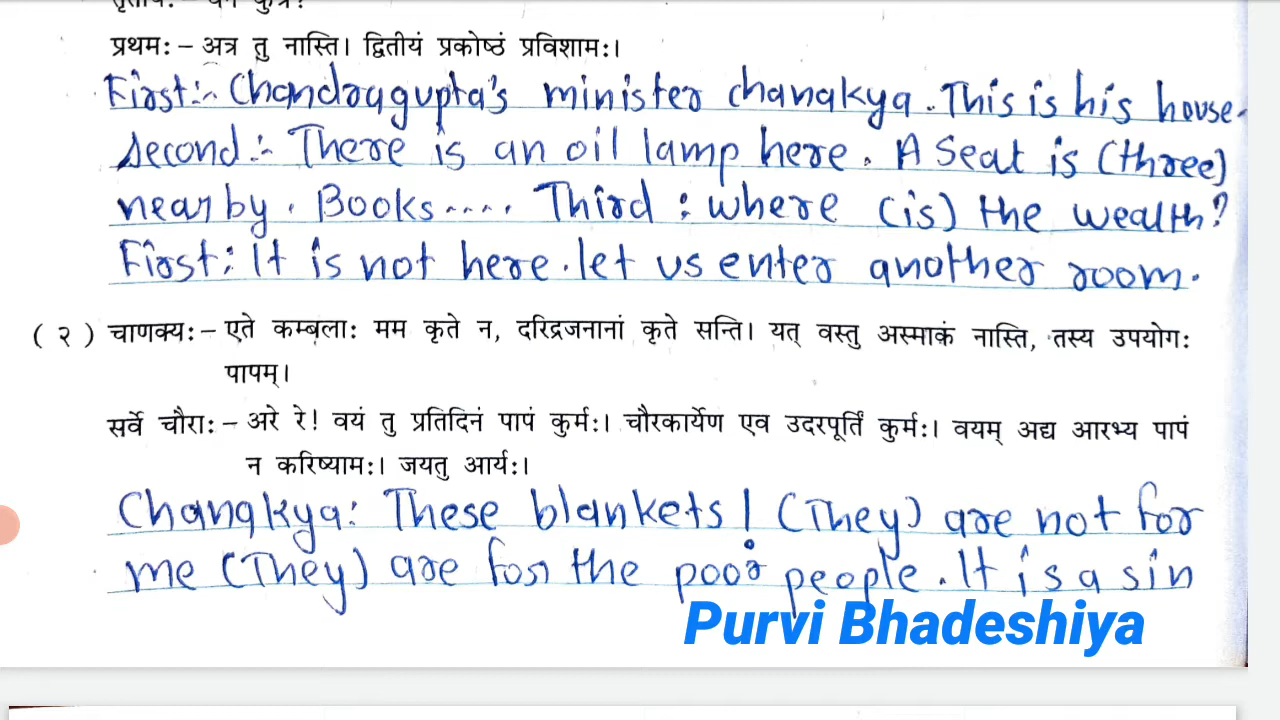 प्रथमः - अत्र तु नास्ति। द्वितीयं प्रकोष्ठं प्रविशामः।
First:- Chandragupta's minister chanakya. This is his house.
Second:- There is an oil lamp here. A seat is (three)
nearby. Books.... Third: where (is) the wealth?
First: It is not here. let us enter another room.
( २ ) चाणक्यः - एते कम्बलाः मम कृते न, दरिद्रजनानां कृते सन्ति। यत् वस्तु अस्माकं नास्ति, तस्य उपयोगः
पापम्।
सर्वे चौराः - अरे रे! वयं तु प्रतिदिनं पापं कुर्मः। चौरकार्येण एव उदरपूर्तिं कुर्मः। वयम् अद्य आरभ्य पापं
न करिष्यामः। जयतु आर्यः।
Chanakya: These blankets! (They) are not for
me (They) are for the poor people. It is a sin
Purvi Bhadeshiya